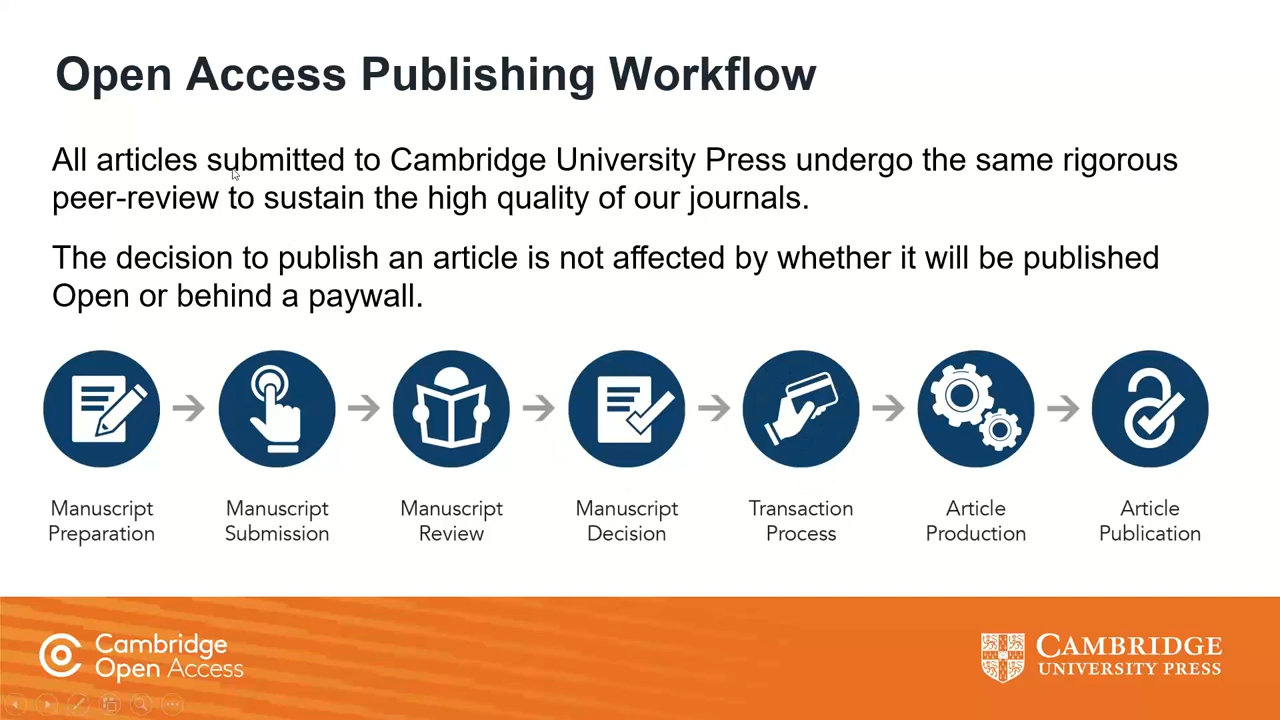 Open Access Publishing Workflow
All articles submitted to Cambridge University Press undergo the same rigorous
peer-review to sustain the high quality of our journals.
The decision to publish an article is not affected by whether it will be published
Open or behind a paywall.
Manuscript
Preparation
Manuscript
Submission
Manuscript
Review
Manuscript
Decision
Transaction
Process
Article
Production
Article
Publication
Cambridge
Open Access
CAMBRIDGE
UNIVERSITY PRESS